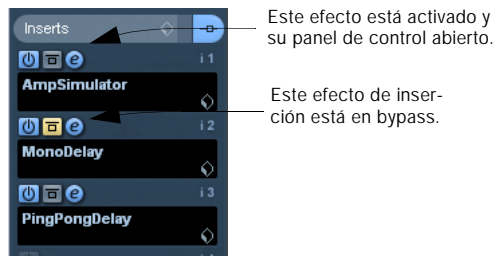 Este efecto está activado y
su panel de control abierto.
Inserts
i 1
AmpSimulator
Este efecto de inser-
ción está en bypass.
i 2
MonoDelay
i 3
PingPongDelay